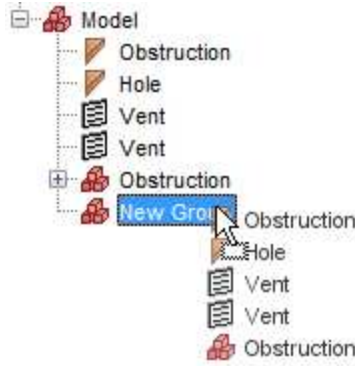 Model
Obstruction
Hole
Vent
Vent
Obstruction
New Grou
Obstruction
Hole
Vent
Vent
Obstruction